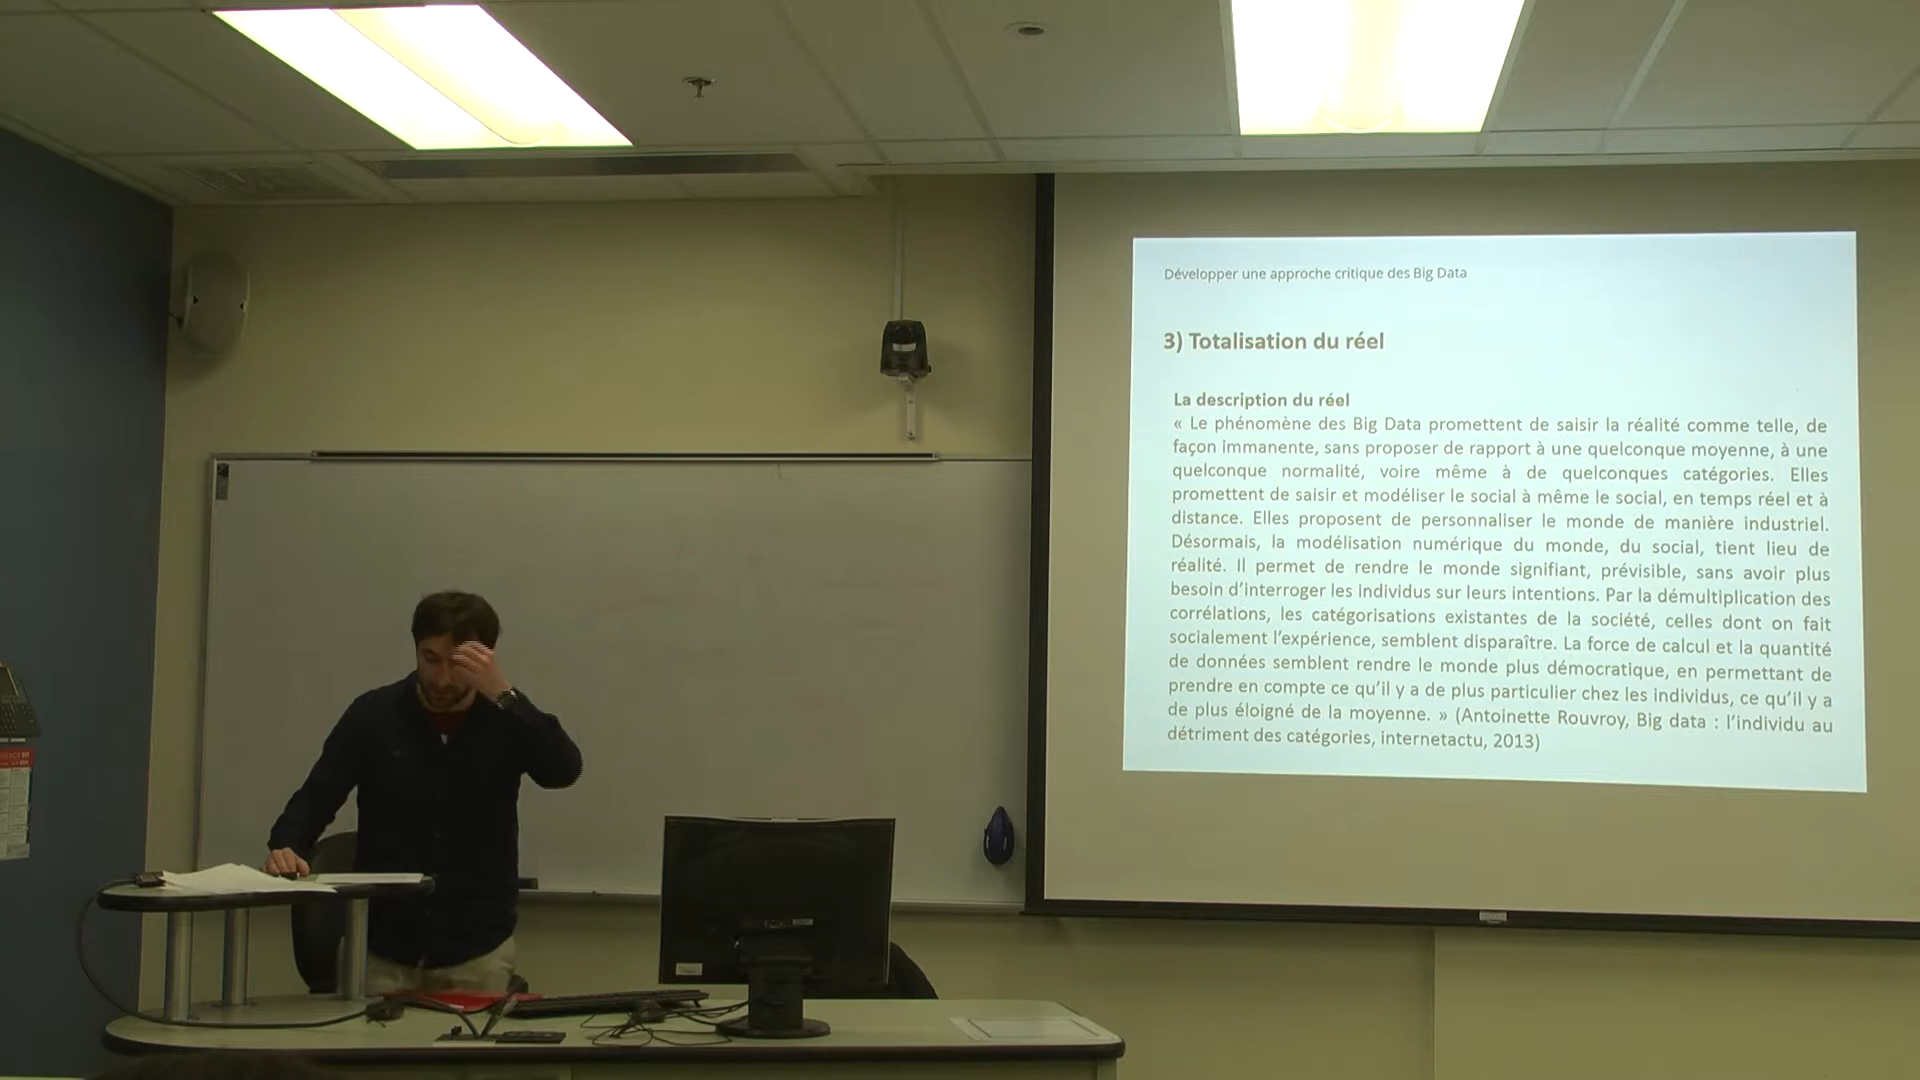 Développer une approche critique des Big Data
3) Totalisation du réel
La description du réel
« Le phénomène des Big Data promettent de saisir la réalité comme telle, de
façon immanente, sans proposer de rapport à une quelconque moyenne, à une
quelconque normalité, voire même à de quelconques catégories. Elles
promettent de saisir et modéliser le social à même le social, en temps réel et à
distance. Elles proposent de personnaliser le monde de manière industriel.
Désormais, la modélisation numérique du monde, du social, tient lieu de
réalité. Il permet de rendre le monde signifiant, prévisible, sans avoir plus
besoin d'interroger les individus sur leurs intentions. Par la démultiplication des
corrélations, les catégorisations existantes de la société, celles dont on fait
socialement l'expérience, semblent disparaître. La force de calcul et la quantité
de données semblent rendre le monde plus démocratique, en permettant de
prendre en compte ce qu'il y a de plus particulier chez les individus, ce qu'il y a
de plus éloigné de la moyenne. » (Antoinette Rouvroy, Big data : l'individu au
détriment des catégories, internetactu, 2013)